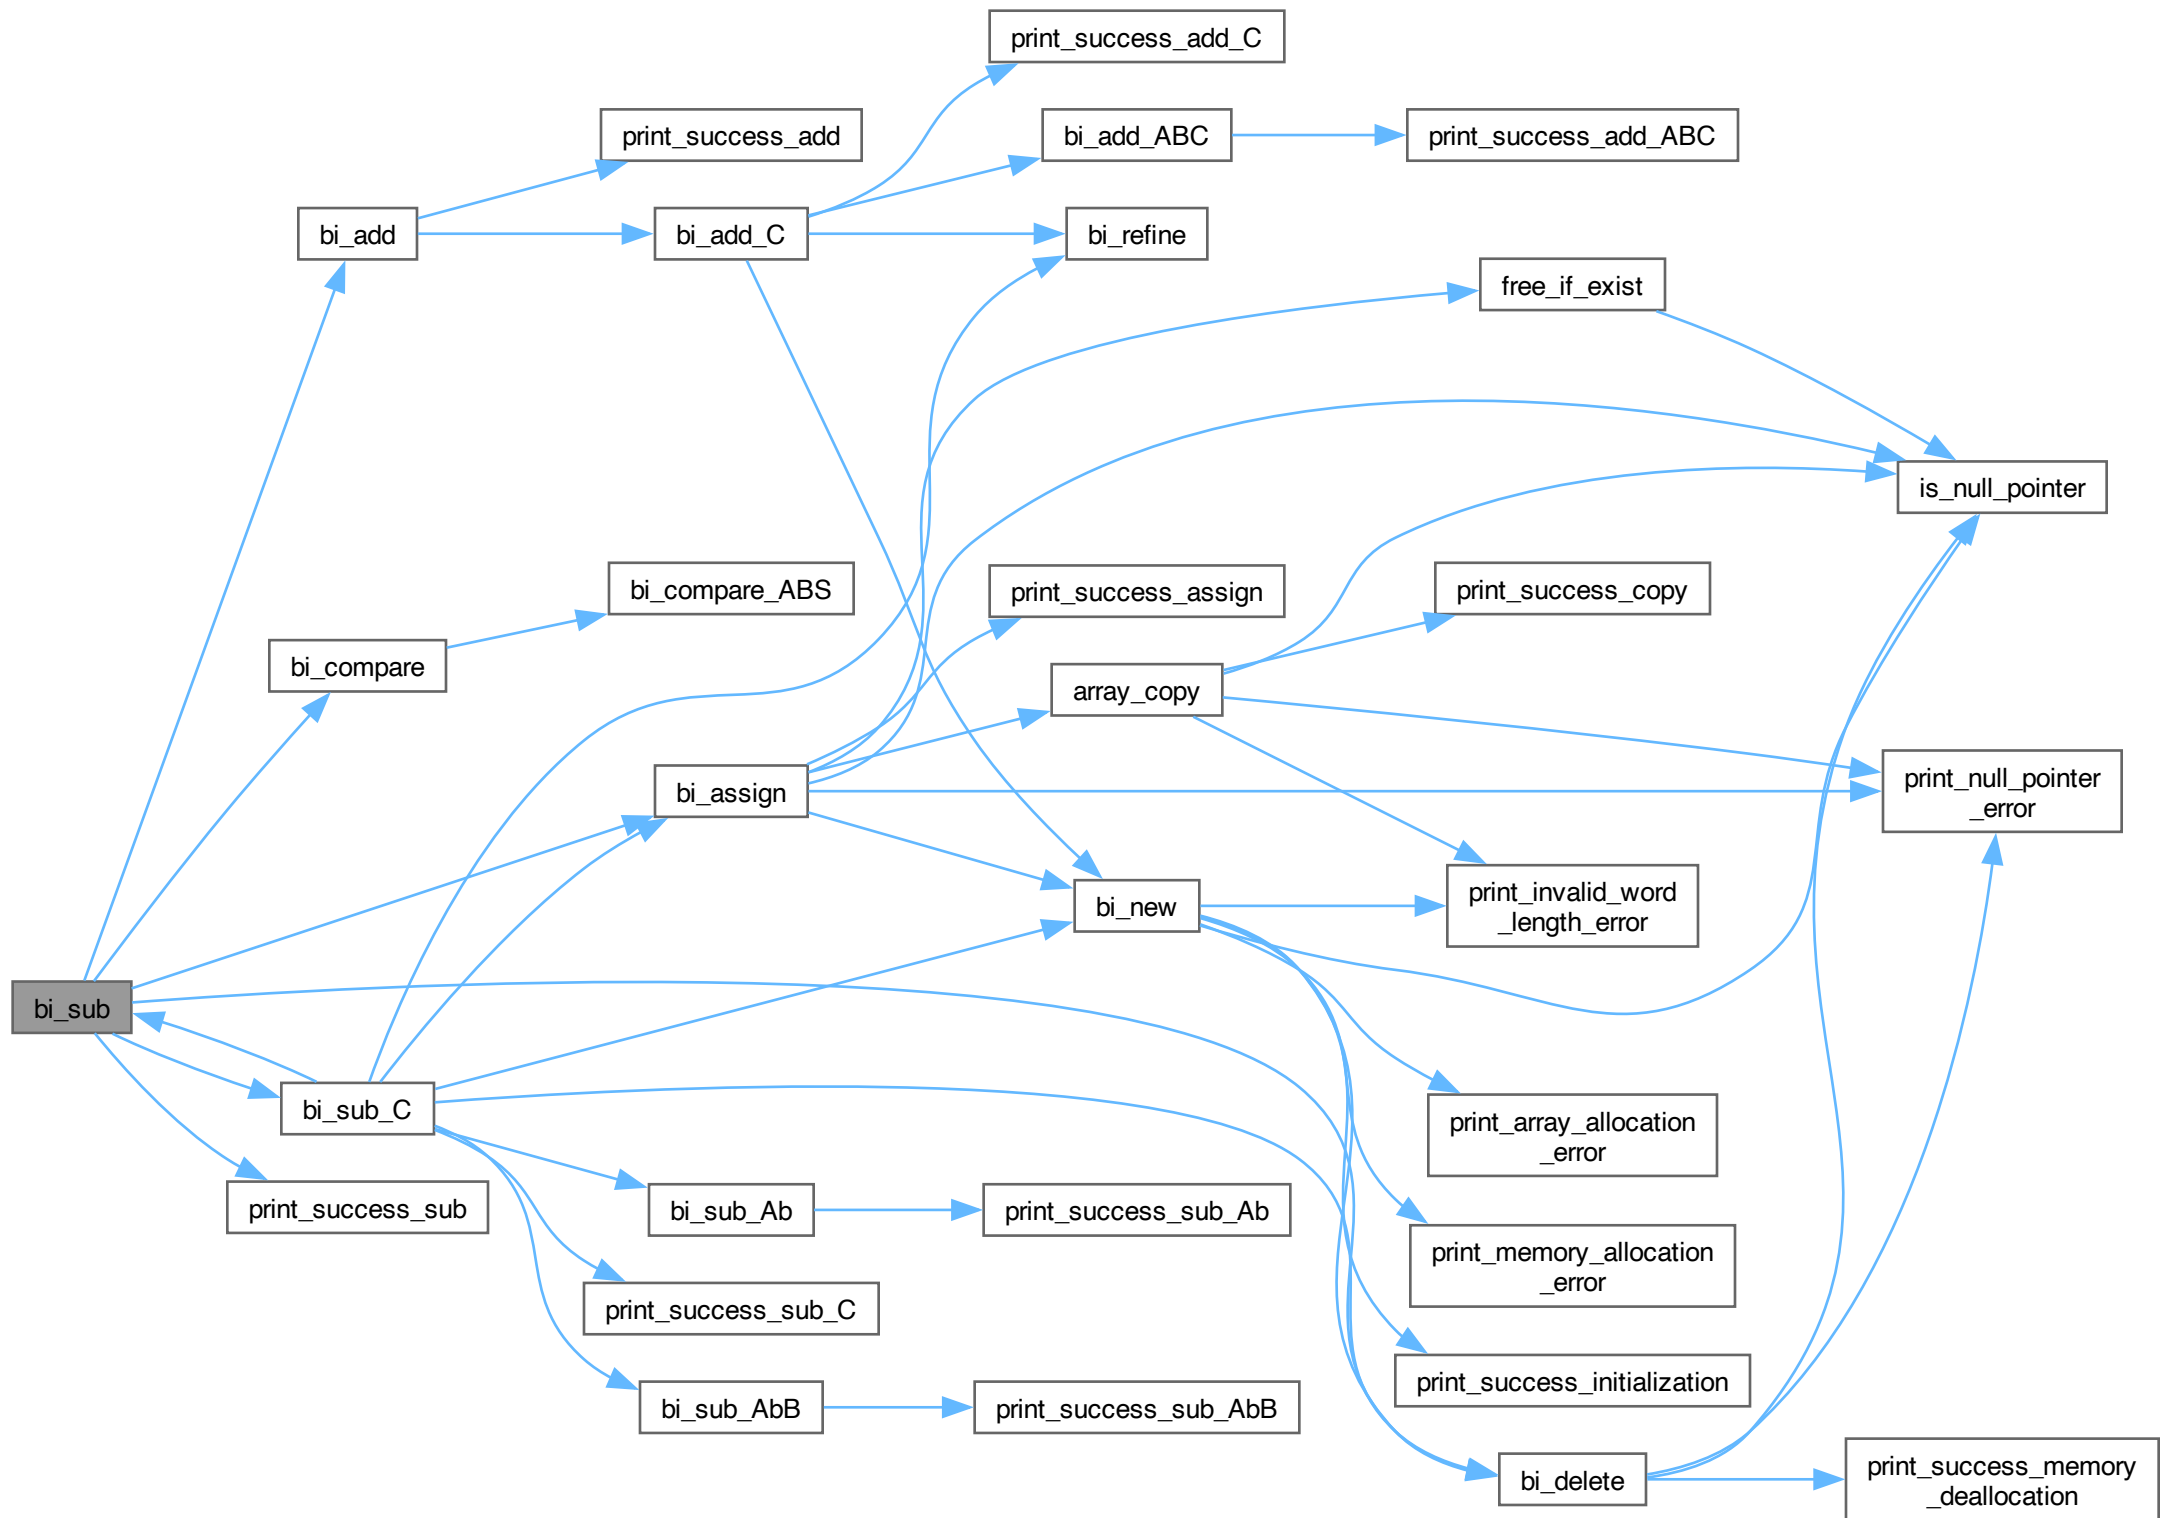 print_success_add_C
print_success_add
bi_add_ABC
print_success_add_ABC
bi_add
bi_add_C
bi_refine
free_if_exist
is_null_pointer
bi_compare_ABS
print_success_assign
print_success_copy
bi_compare
array_copy
bi_assign
print_null_pointer
_error
bi_new
print_invalid_word
_length_error
bi_sub
bi_sub_C
print_array_allocation
_error
print_success_sub
bi_sub_Ab
print_success_sub_Ab
print_memory_allocation
_error
print_success_sub_C
print_success_initialization
bi_sub_AbB
print_success_sub_AbB
bi_delete
print_success_memory
_deallocation